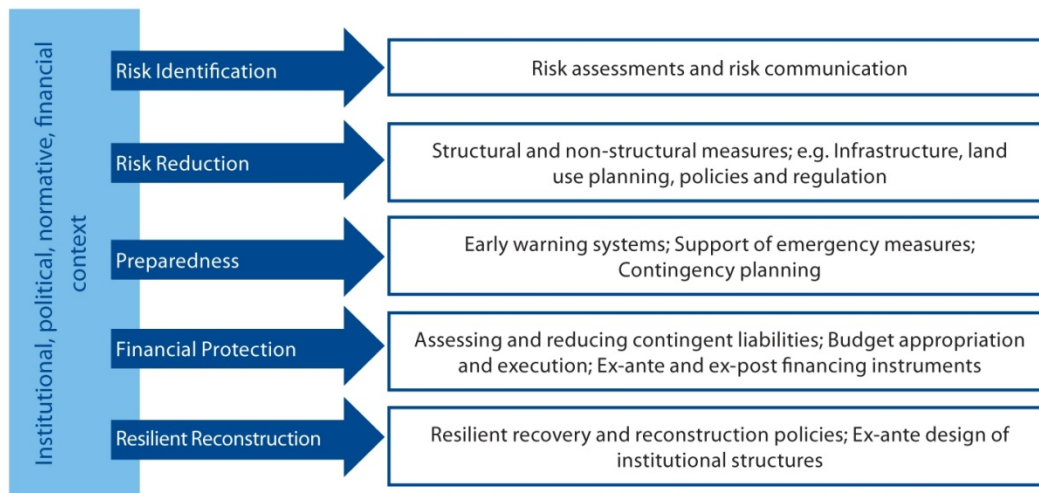 Institutional, political, normative, financial
context
Risk Identification
Risk assessments and risk communication
Risk Reduction
Structural and non-structural measures; e.g. Infrastructure, land
use planning, policies and regulation
Preparedness
Early warning systems; Support of emergency measures;
Contingency planning
Financial Protection
Assessing and reducing contingent liabilities; Budget appropriation
and execution; Ex-ante and ex-post financing instruments
Resilient Reconstruction
Resilient recovery and reconstruction policies; Ex-ante design of
institutional structures